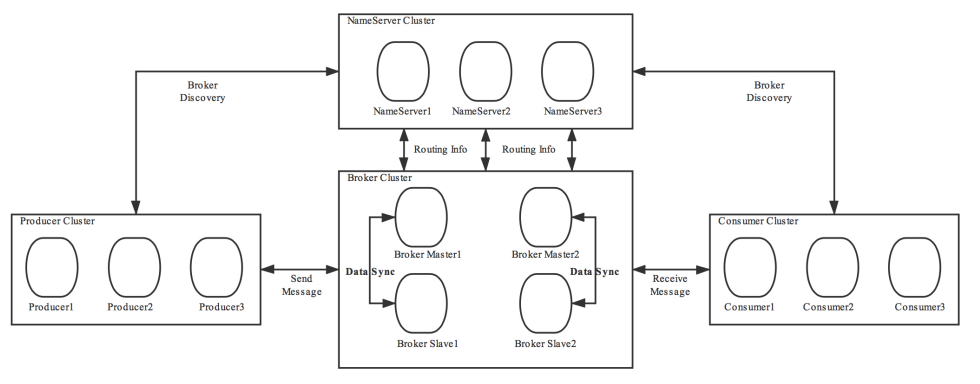 NameServer Cluster
NameServer1
NameServer2
NameServer3
Broker
Discovery
Broker
Discovery
Routing Info
Routing Info
Broker Cluster
Broker Master1
Broker Master2
Data Sync
Data Sync
Broker Slave1
Broker Slave2
Producer Cluster
Producer1
Producer2
Producer3
Send
Message
Receive
Message
Consumer Cluster
Consumer1
Consumer2
Consumer3